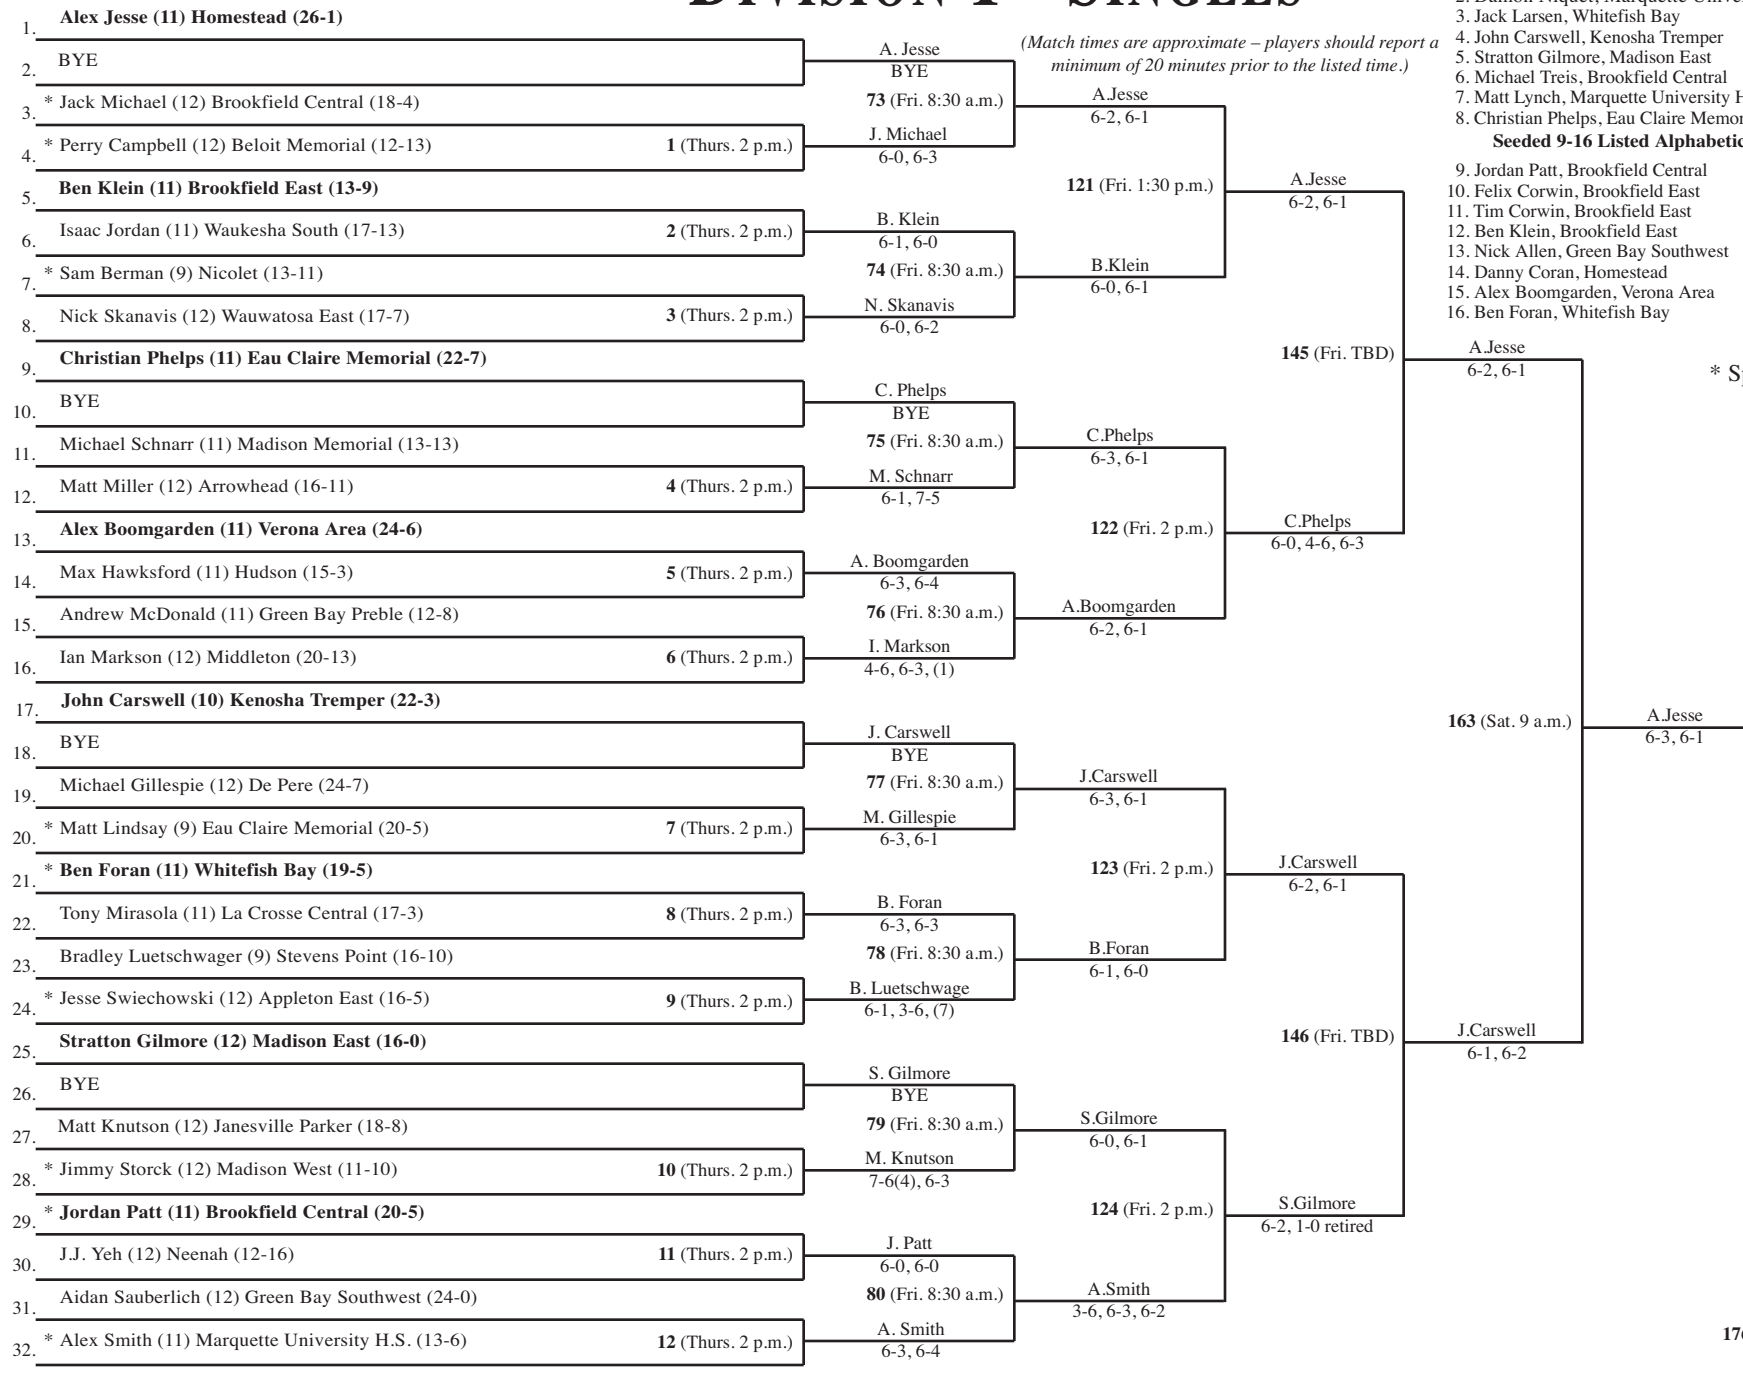 DIVISION 1 SINGLES
(Match times are approximate – players should report a
minimum of 20 minutes prior to the listed time.)
1. Alex Jesse (11) Homestead (26-1)
2. BYE
3. * Jack Michael (12) Brookfield Central (18-4)
4. * Perry Campbell (12) Beloit Memorial (12-13) 1 (Thurs. 2 p.m.)
5. Ben Klein (11) Brookfield East (13-9)
6. Isaac Jordan (11) Waukesha South (17-13) 2 (Thurs. 2 p.m.)
7. * Sam Berman (9) Nicolet (13-11)
8. Nick Skanavis (12) Wauwatosa East (17-7) 3 (Thurs. 2 p.m.)
9. Christian Phelps (11) Eau Claire Memorial (22-7)
10. BYE
11. Michael Schnarr (11) Madison Memorial (13-13)
12. Matt Miller (12) Arrowhead (16-11) 4 (Thurs. 2 p.m.)
13. Alex Boomgarden (11) Verona Area (24-6)
14. Max Hawksford (11) Hudson (15-3) 5 (Thurs. 2 p.m.)
15. Andrew McDonald (11) Green Bay Preble (12-8)
16. Ian Markson (12) Middleton (20-13) 6 (Thurs. 2 p.m.)
17. John Carswell (10) Kenosha Tremper (22-3)
18. BYE
19. Michael Gillespie (12) De Pere (24-7)
20. * Matt Lindsay (9) Eau Claire Memorial (20-5) 7 (Thurs. 2 p.m.)
21. * Ben Foran (11) Whitefish Bay (19-5)
22. Tony Mirasola (11) La Crosse Central (17-3) 8 (Thurs. 2 p.m.)
23. Bradley Luetschwager (9) Stevens Point (16-10)
24. * Jesse Swiechowski (12) Appleton East (16-5) 9 (Thurs. 2 p.m.)
25. Stratton Gilmore (12) Madison East (16-0)
26. BYE
27. Matt Knutson (12) Janesville Parker (18-8)
28. * Jimmy Storck (12) Madison West (11-10) 10 (Thurs. 2 p.m.)
29. * Jordan Patt (11) Brookfield Central (20-5)
30. J.J. Yeh (12) Neenah (12-16) 11 (Thurs. 2 p.m.)
31. Aidan Sauberlich (12) Green Bay Southwest (24-0)
32. * Alex Smith (11) Marquette University H.S. (13-6) 12 (Thurs. 2 p.m.)
A. Jesse
BYE
73 (Fri. 8:30 a.m.)
J. Michael
6-0, 6-3
B. Klein
6-1, 6-0
74 (Fri. 8:30 a.m.)
N. Skanavis
6-0, 6-2
C. Phelps
BYE
75 (Fri. 8:30 a.m.)
M. Schnarr
6-1, 7-5
A. Boomgarden
6-3, 6-4
76 (Fri. 8:30 a.m.)
I. Markson
4-6, 6-3, (1)
J. Carswell
BYE
77 (Fri. 8:30 a.m.)
M. Gillespie
6-3, 6-1
B. Foran
6-3, 6-3
78 (Fri. 8:30 a.m.)
B. Luetschwage
6-1, 3-6, (7)
S. Gilmore
BYE
79 (Fri. 8:30 a.m.)
M. Knutson
7-6(4), 6-3
J. Patt
6-0, 6-0
80 (Fri. 8:30 a.m.)
A. Smith
6-3, 6-4
A.Jesse
6-2, 6-1
121 (Fri. 1:30 p.m.)
B.Klein
6-0, 6-1
C.Phelps
6-3, 6-1
122 (Fri. 2 p.m.)
A.Boomgarden
6-2, 6-1
J.Carswell
6-3, 6-1
123 (Fri. 2 p.m.)
B.Foran
6-1, 6-0
S.Gilmore
6-0, 6-1
124 (Fri. 2 p.m.)
A.Smith
3-6, 6-3, 6-2
A.Jesse
6-2, 6-1
145 (Fri. TBD)
C.Phelps
6-0, 4-6, 6-3
J.Carswell
6-2, 6-1
146 (Fri. TBD)
S.Gilmore
6-2, 1-0 retired
A.Jesse
6-2, 6-1
163 (Sat. 9 a.m.)
J.Carswell
6-1, 6-2
A.Jesse
6-3, 6-1
2. Damon Niquet, Marquette
3. Jack Larsen, Whitefish Bay
4. John Carswell, Kenosha Tremper
5. Stratton Gilmore, Madison East
6. Michael Treis, Brookfield Central
7. Matt Lynch, Marquette University H
8. Christian Phelps, Eau Claire Memor
Seeded 9-16 Listed Alphabetic
9. Jordan Patt, Brookfield Central
10. Felix Corwin, Brookfield East
11. Tim Corwin, Brookfield East
12. Ben Klein, Brookfield East
13. Nick Allen, Green Bay Southwest
14. Danny Coran, Homestead
15. Alex Boomgarden, Verona Area
16. Ben Foran, Whitefish Bay
* Sp
176